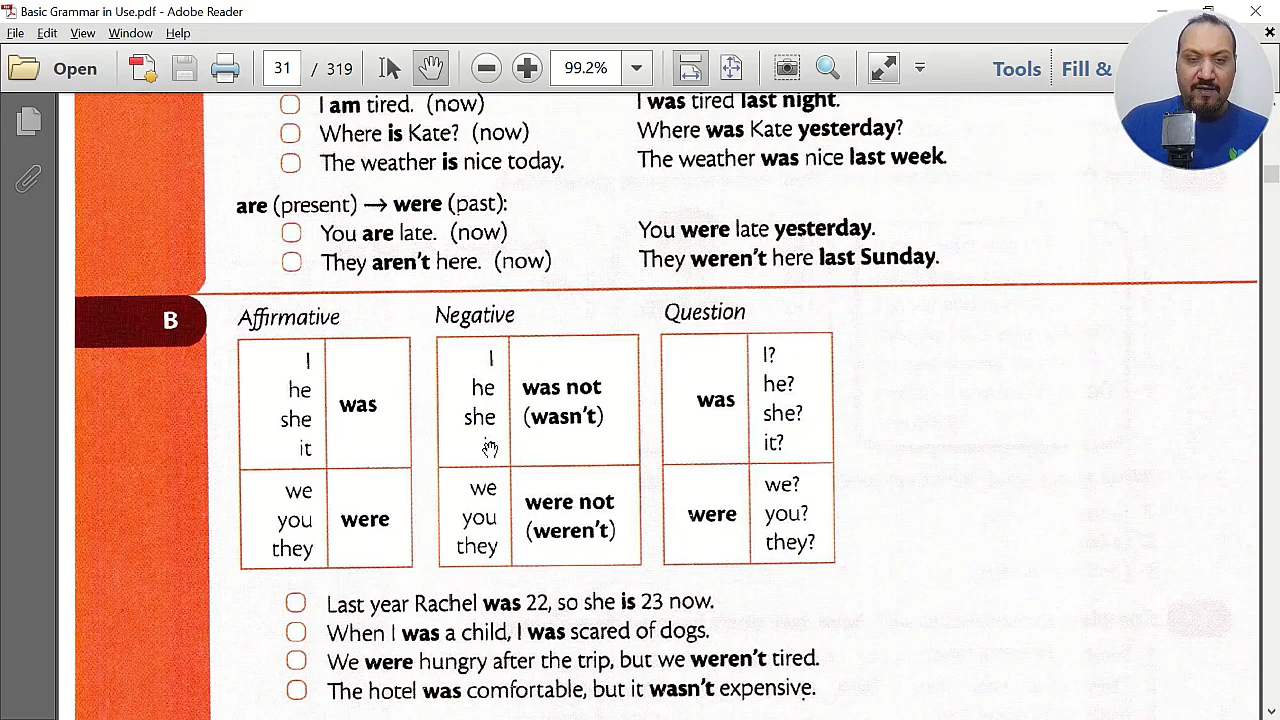 Basic Grammar in Use.pdf - Adobe Reader
File Edit View Window Help
Open 31 / 319 99.2% Tools Fill &
I am tired. (now) I was tired last night.
Where is Kate? (now) Where was Kate yesterday?
The weather is nice today. The weather was nice last week.
are (present) → were (past):
You are late. (now) You were late yesterday.
They aren't here. (now) They weren't here last Sunday.
B
Affirmative Negative Question
I I I?
he he was not he?
was was
she she (wasn't) she?
it it?
we we were not we?
you were you (weren't) were you?
they they they?
Last year Rachel was 22, so she is 23 now.
When I was a child, I was scared of dogs.
We were hungry after the trip, but we weren't tired.
The hotel was comfortable, but it wasn't expensive.